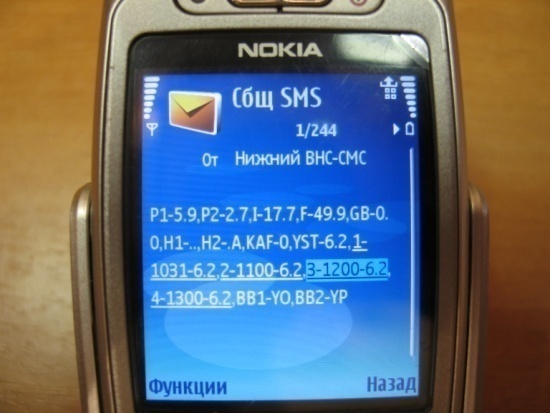 NOKIA
Сбщ SMS
1/244
От Нижний ВНС-СМС
P1-5.9,P2-2.7,I-17.7,F-49.9,GB-0.
0,H1-..,H2-.A,KAF-0,YST-6.2,1-
1031-6.2,2-1100-6.2,3-1200-6.2,
4-1300-6.2,BB1-YO,BB2-YP
Функции Назад